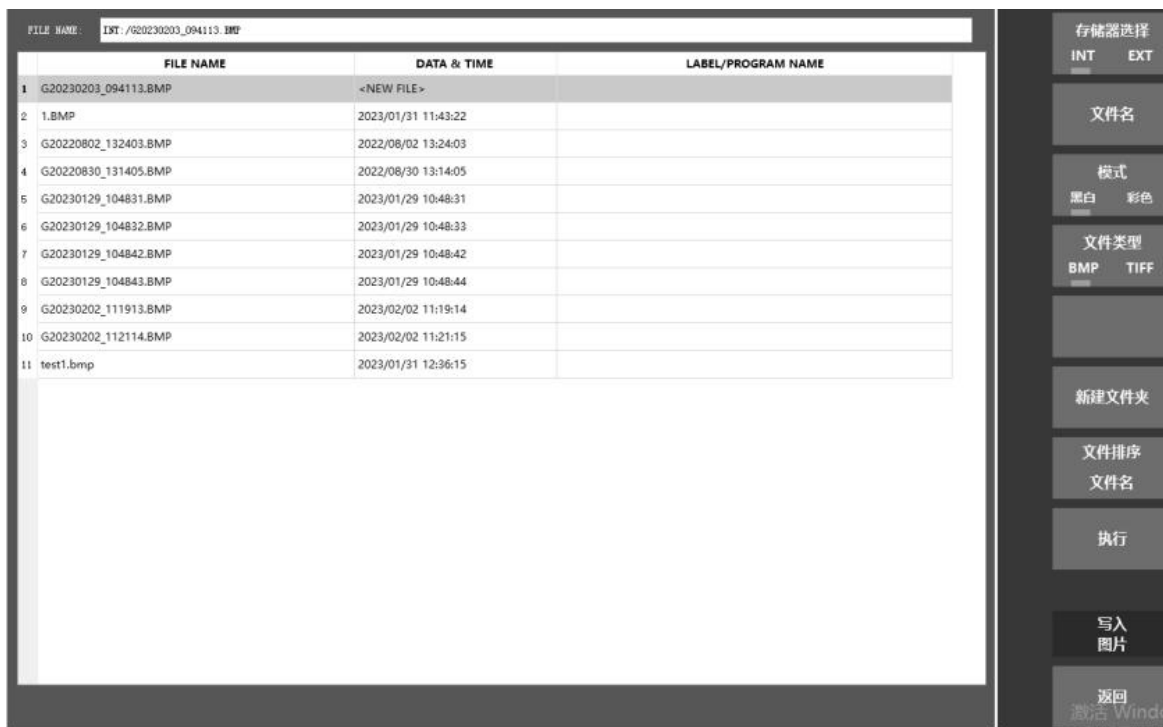 FILE NAME: INT:/G20230203_094113.BMP
FILE NAME DATA & TIME LABEL/PROGRAM NAME
1 G20230203_094113.BMP <NEW FILE>
2 1.BMP 2023/01/31 11:43:22
3 G20220802_132403.BMP 2022/08/02 13:24:03
4 G20220830_131405.BMP 2022/08/30 13:14:05
5 G20230129_104831.BMP 2023/01/29 10:48:31
6 G20230129_104832.BMP 2023/01/29 10:48:33
7 G20230129_104842.BMP 2023/01/29 10:48:42
8 G20230129_104843.BMP 2023/01/29 10:48:44
9 G20230202_111913.BMP 2023/02/02 11:19:14
10 G20230202_112114.BMP 2023/02/02 11:21:15
11 test1.bmp 2023/01/31 12:36:15
存储器选择
INT EXT
文件名
模式
黑白 彩色
文件类型
BMP TIFF
新建文件夹
文件排序
文件名
执行
写入
图片
返回
激活 Wind